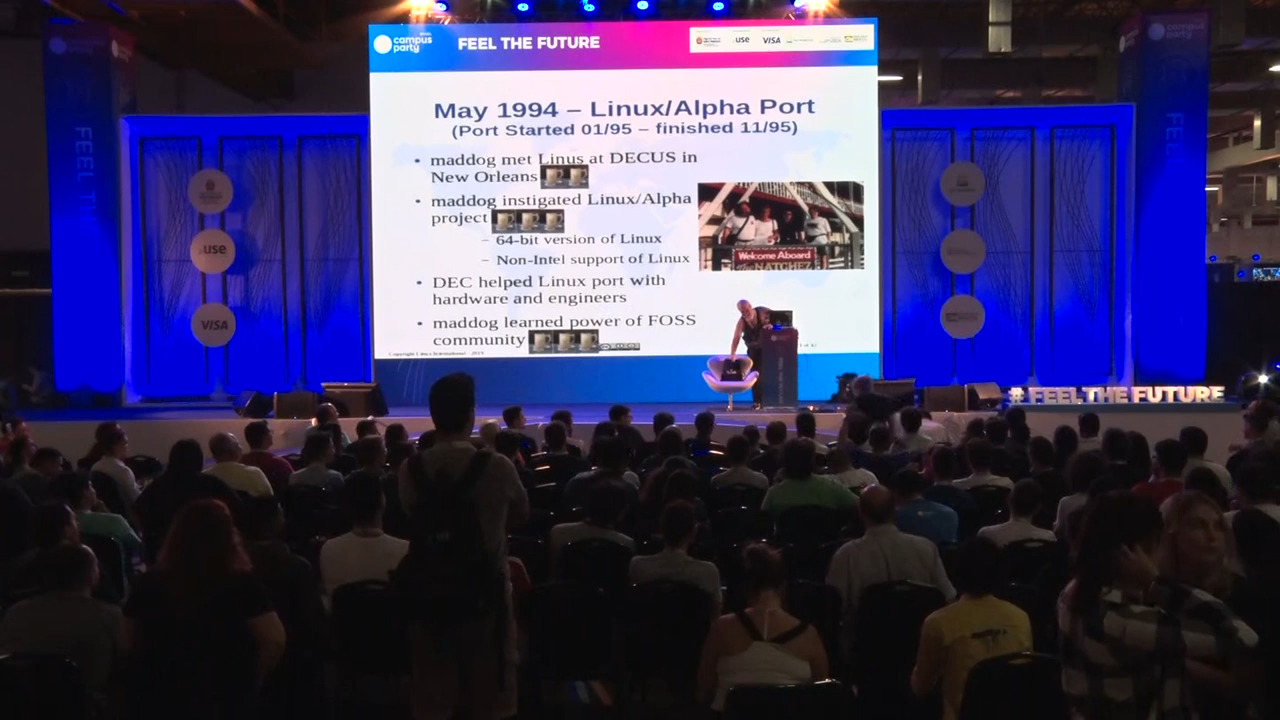 campus
party
FEEL THE FUTURE
use
VISA
May 1994 – Linux/Alpha Port
(Port Started 01/95 – finished 11/95)
• maddog met Linus at DECUS in
New Orleans
• maddog instigated Linux/Alpha
project
– 64-bit version of Linux
– Non-Intel support of Linux
• DEC helped Linux port with
hardware and engineers
• maddog learned power of FOSS
community
Welcome Aboard
The NATCHEZ
FEEL TH
use
VISA
campus
party
FEEL
# FEEL THE FUTURE